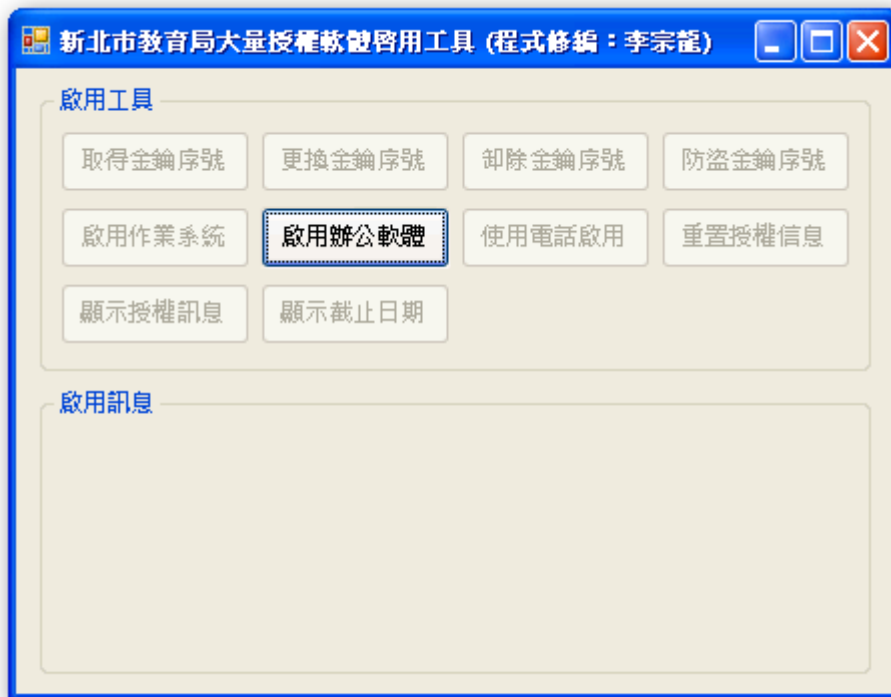 新北市教育局大量授權軟體啓用工具 (程式修編：李宗龍)
啟用工具
取得金鑰序號 更換金鑰序號 卸除金鑰序號 防盜金鑰序號
啟用作業系統 啟用辦公軟體 使用電話啟用 重置授權信息
顯示授權訊息 顯示截止日期
啟用訊息